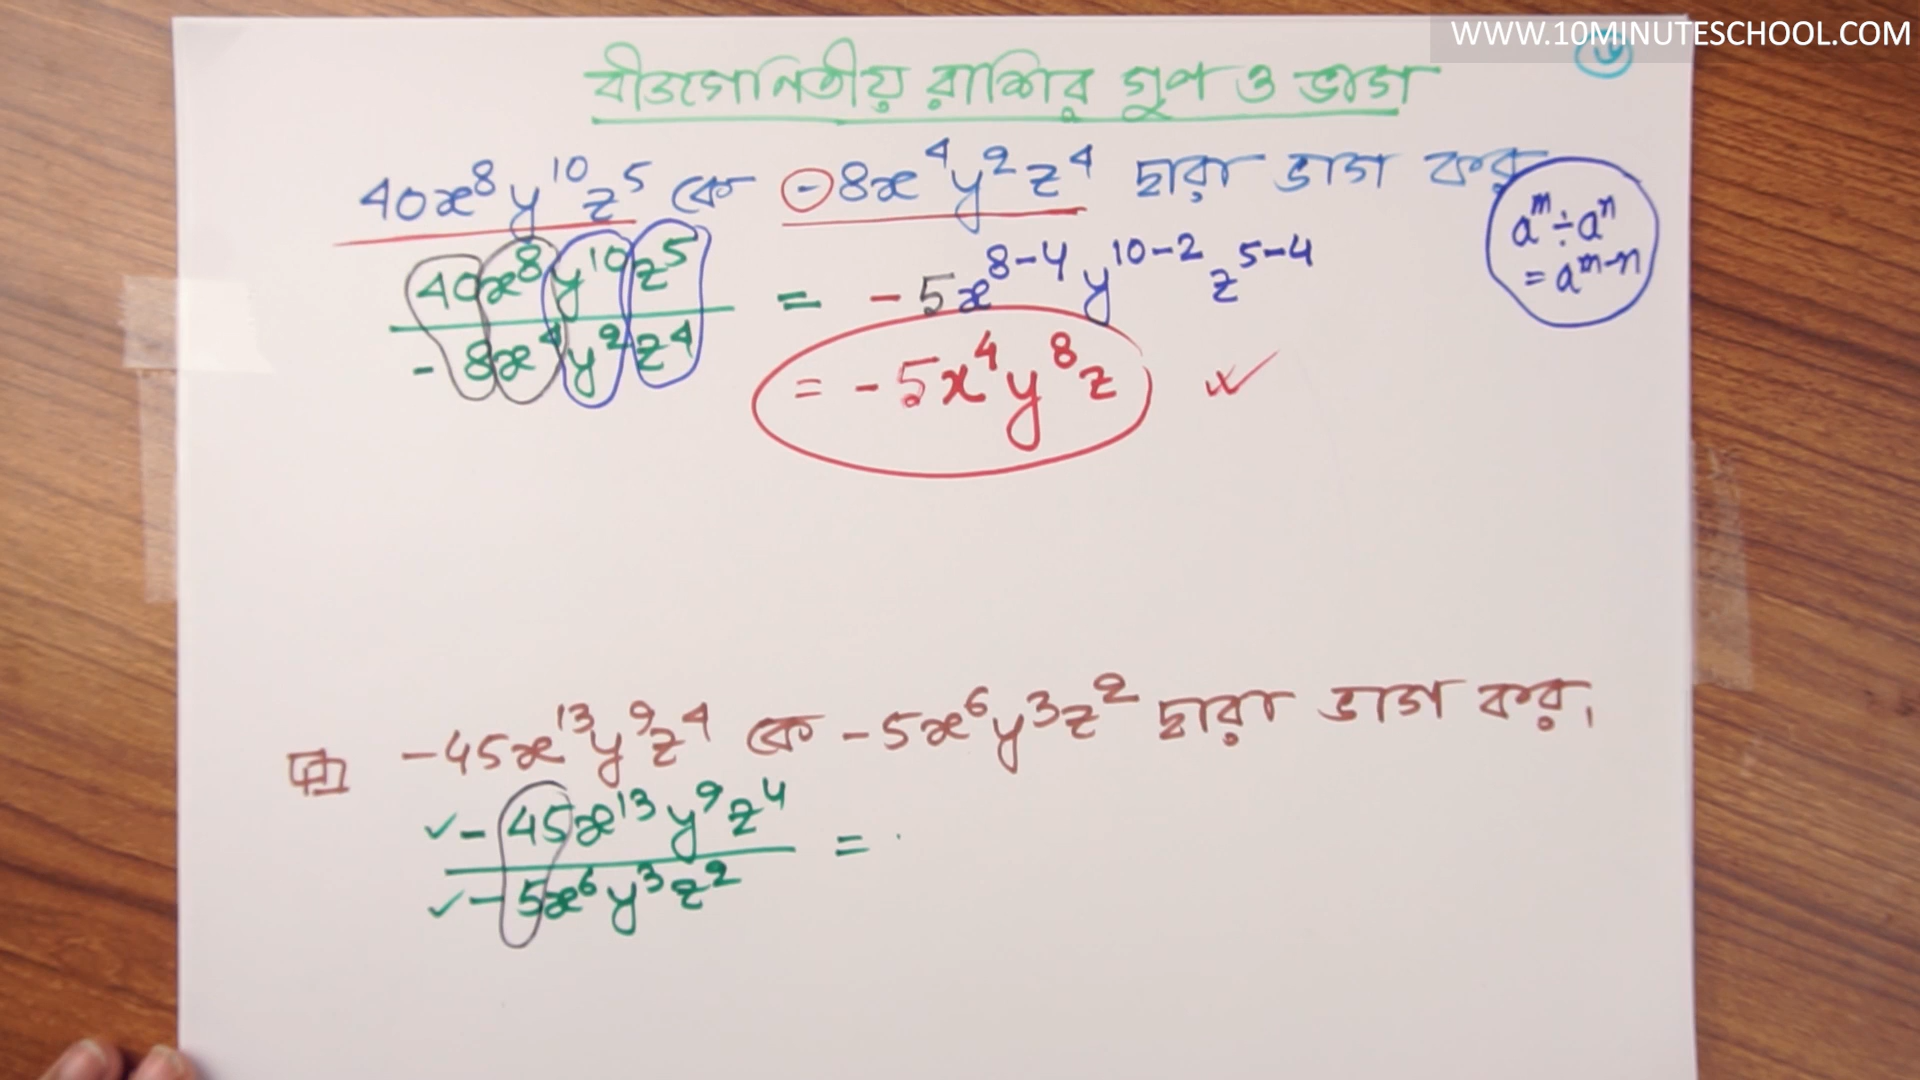 WWW.10MINUTESCHOOL.COM
বীজগেনিতীয় রাশির গুণ ও ভাগ
40x⁸y¹⁰z⁵ কে -8x⁴y²z⁴ দ্বারা ভাগ কর
aᵐ ÷ aⁿ
= aᵐ⁻ⁿ
40x⁸y¹⁰z⁵ / -8x⁴y²z⁴ = -5x⁸⁻⁴y¹⁰⁻²z⁵⁻⁴
= -5x⁴y⁸z
-45x¹³y⁹z⁴ কে -5x⁶y³z² দ্বারা ভাগ কর।
-45x¹³y⁹z⁴ / -5x⁶y³z² =